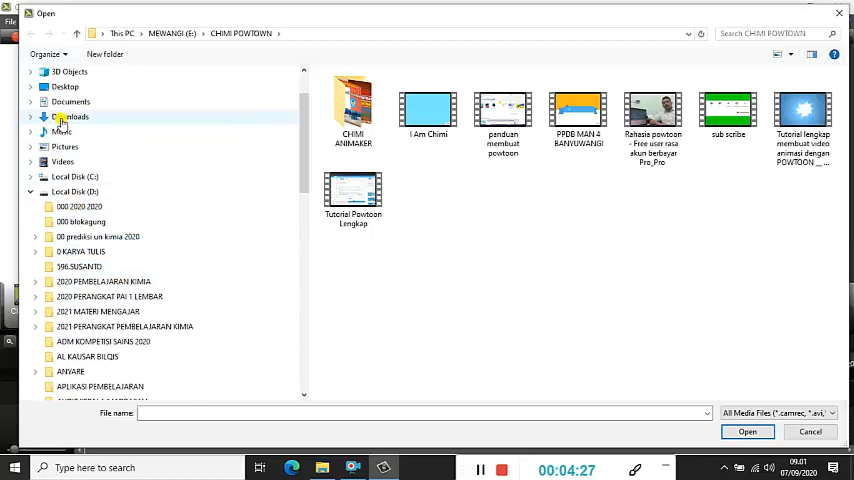 Open
This PC > MEWANGI (E:) > CHIMI POWTOWN >
Search CHIMI POWTOWN
Organize
New folder
3D Objects
Desktop
Documents
Downloads
Music
Pictures
Videos
Local Disk (C:)
Local Disk (D:)
000 2020 2020
000 blokagung
00 prediksi un kimia 2020
0 KARYA TULIS
596.SUSANTO
2020 PEMBELAJARAN KIMIA
2020 PERANGKAT PAI 1 LEMBAR
2021 MATERI MENGAJAR
2021 PERANGKAT PEMBELAJARAN KIMIA
ADM KOMPETISI SAINS 2020
AL KAUSAR BILQIS
ANYARE
APLIKASI PEMBELAJARAN
CHIMI
ANIMAKER
I Am Chimi
panduan
membuat
powtoon
PPDB MAN 4
BANYUWANGI
Rahasia powtoon
- Free user rasa
akun berbayar
Pro_Pro
sub scribe
Tutorial lengkap
membuat video
animasi dengan
POWTOON __ ...
Tutorial Powtoon
Lengkap
File name:
All Media Files (*.camrec, *.avi,
Open
Cancel
Type here to search
00:04:27
09.01
07/09/2020